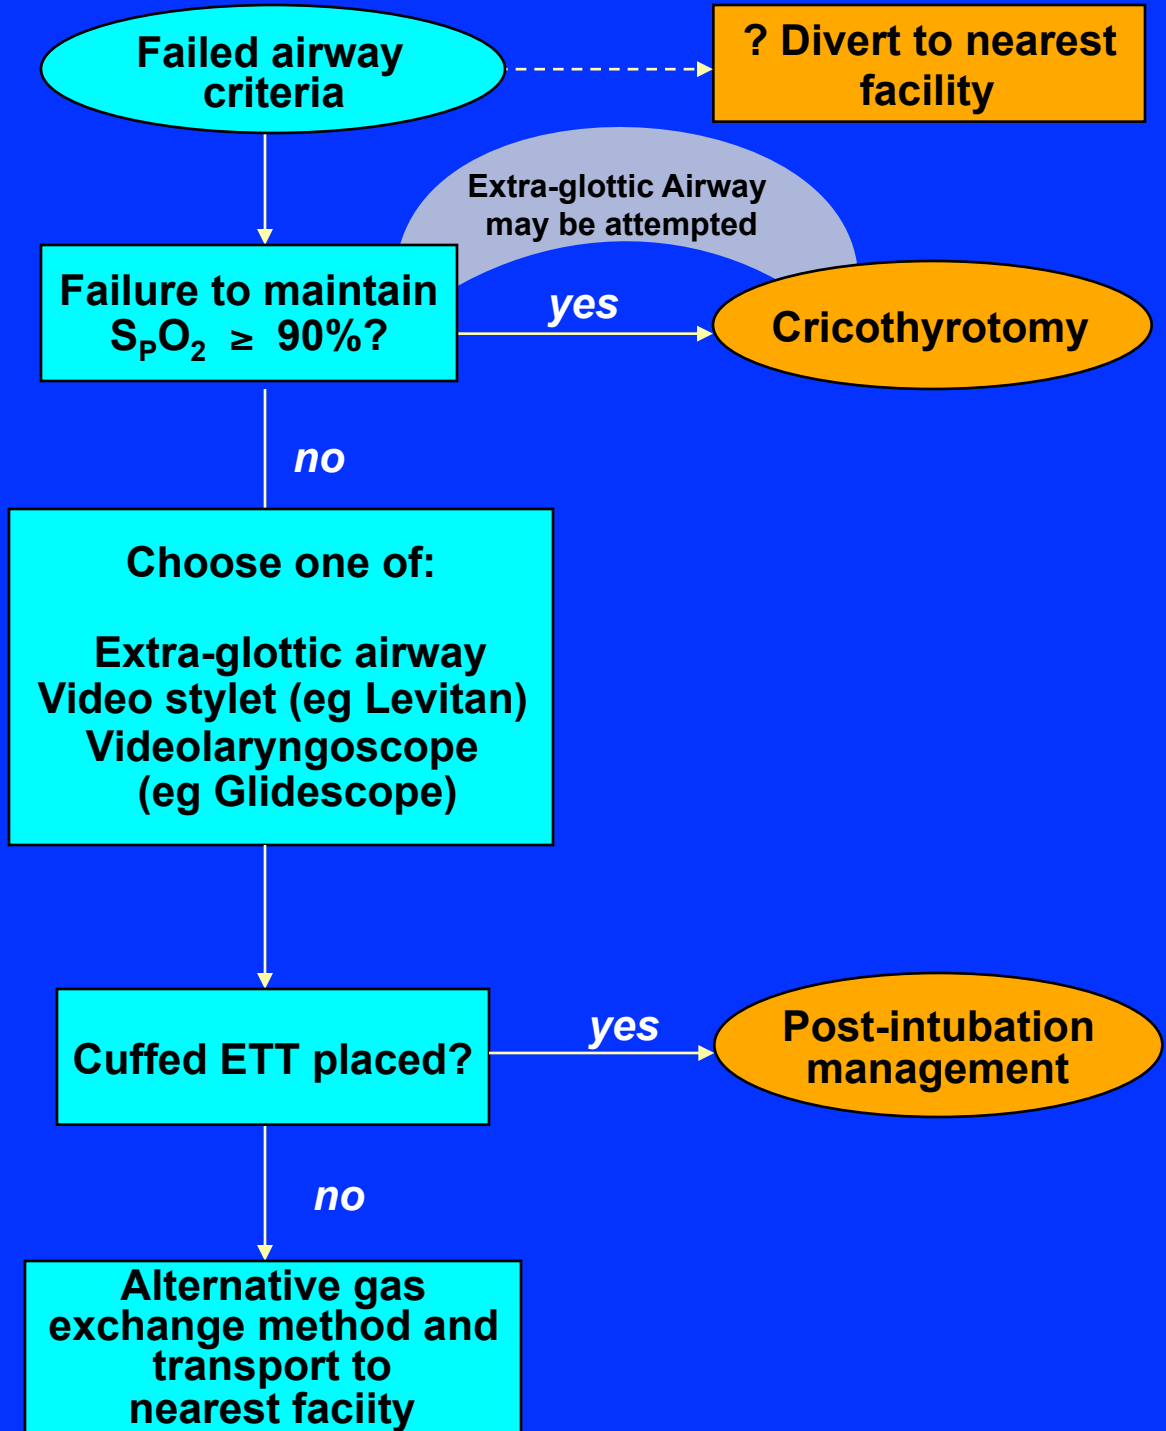 Failed airway
criteria
? Divert to nearest
facility
Extra-glottic Airway
may be attempted
Failure to maintain
SPO2 ≥ 90%?
yes
Cricothyrotomy
no
Choose one of:
Extra-glottic airway
Video stylet (eg Levitan)
Videolaryngoscope
(eg Glidescope)
Cuffed ETT placed?
yes
Post-intubation
management
no
Alternative gas
exchange method and
transport to
nearest faciity